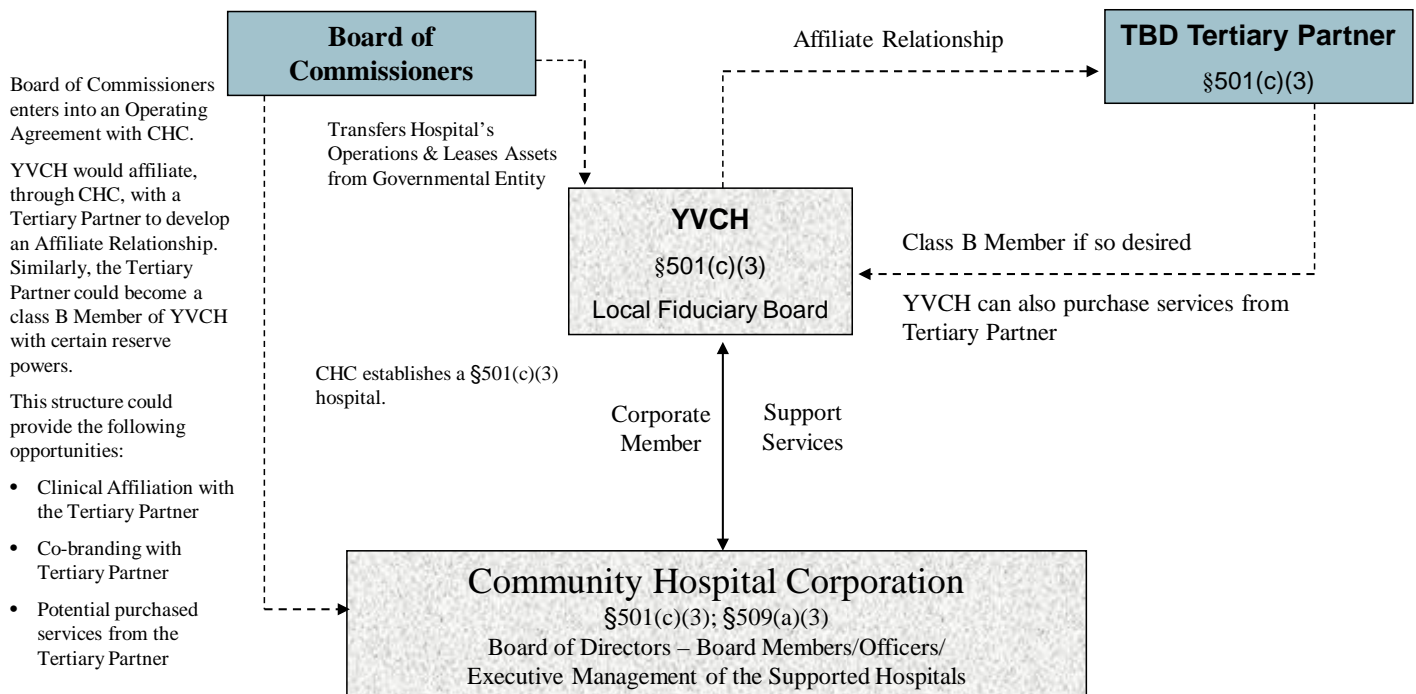 Board of
Commissioners
Affiliate Relationship
TBD Tertiary Partner
§501(c)(3)
Board of Commissioners
enters into an Operating
Agreement with CHC.
YVCH would affiliate,
through CHC, with a
Tertiary Partner to develop
an Affiliate Relationship.
Similarly, the Tertiary
Partner could become a
class B Member of YVCH
with certain reserve
powers.
This structure could
provide the following
opportunities:
• Clinical Affiliation with
the Tertiary Partner
• Co-branding with
Tertiary Partner
• Potential purchased
services from the
Tertiary Partner
Transfers Hospital’s
Operations & Leases Assets
from Governmental Entity
YVCH
§501(c)(3)
Local Fiduciary Board
Class B Member if so desired
YVCH can also purchase services from
Tertiary Partner
CHC establishes a §501(c)(3)
hospital.
Corporate
Member
Support
Services
Community Hospital Corporation
§501(c)(3); §509(a)(3)
Board of Directors – Board Members/Officers/
Executive Management of the Supported Hospitals